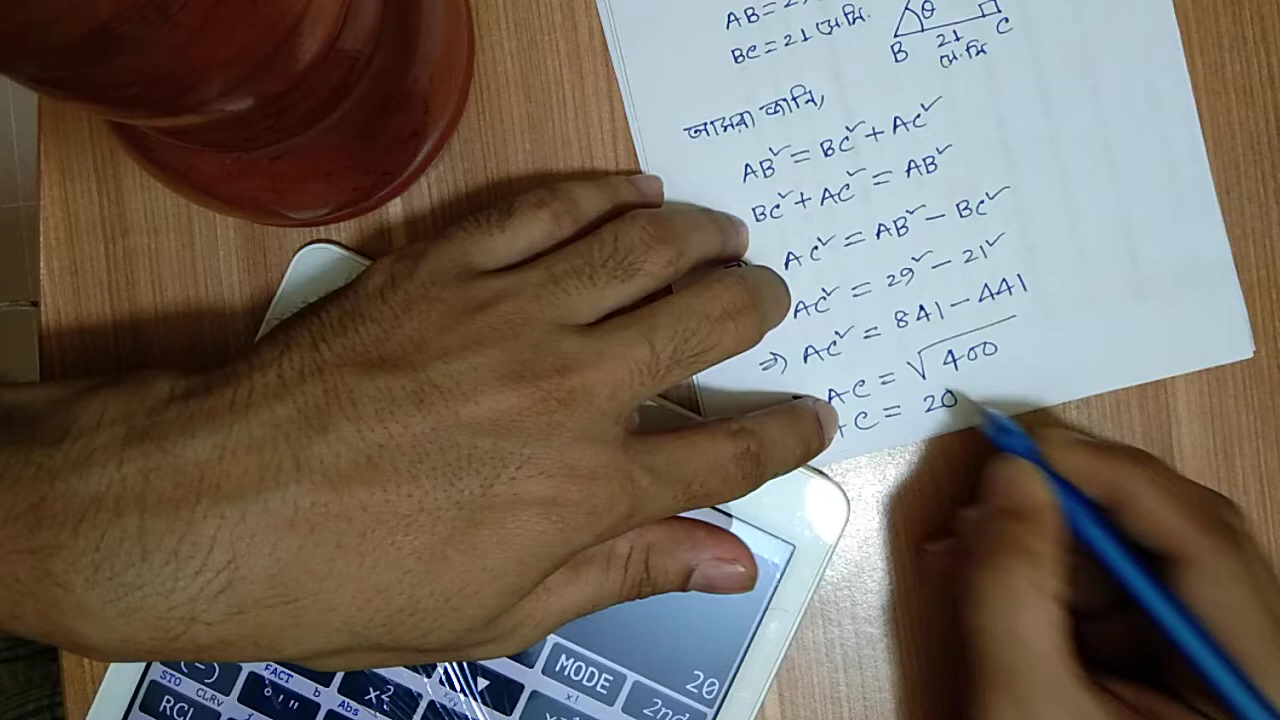 AB = 2
BC = 21 সে.মি.
θ
B
21
C
সে.মি
আমরা জানি,
AB² = BC² + AC²
BC² + AC² = AB²
AC² = AB² - BC²
AC² = 29² - 21²
⇒ AC² = 841 - 441
AC = √400
C = 20
20
MODE
2nd
x!
x²
FACT
b
Abs
(-)
STO
CLRV
° ' "
RCL